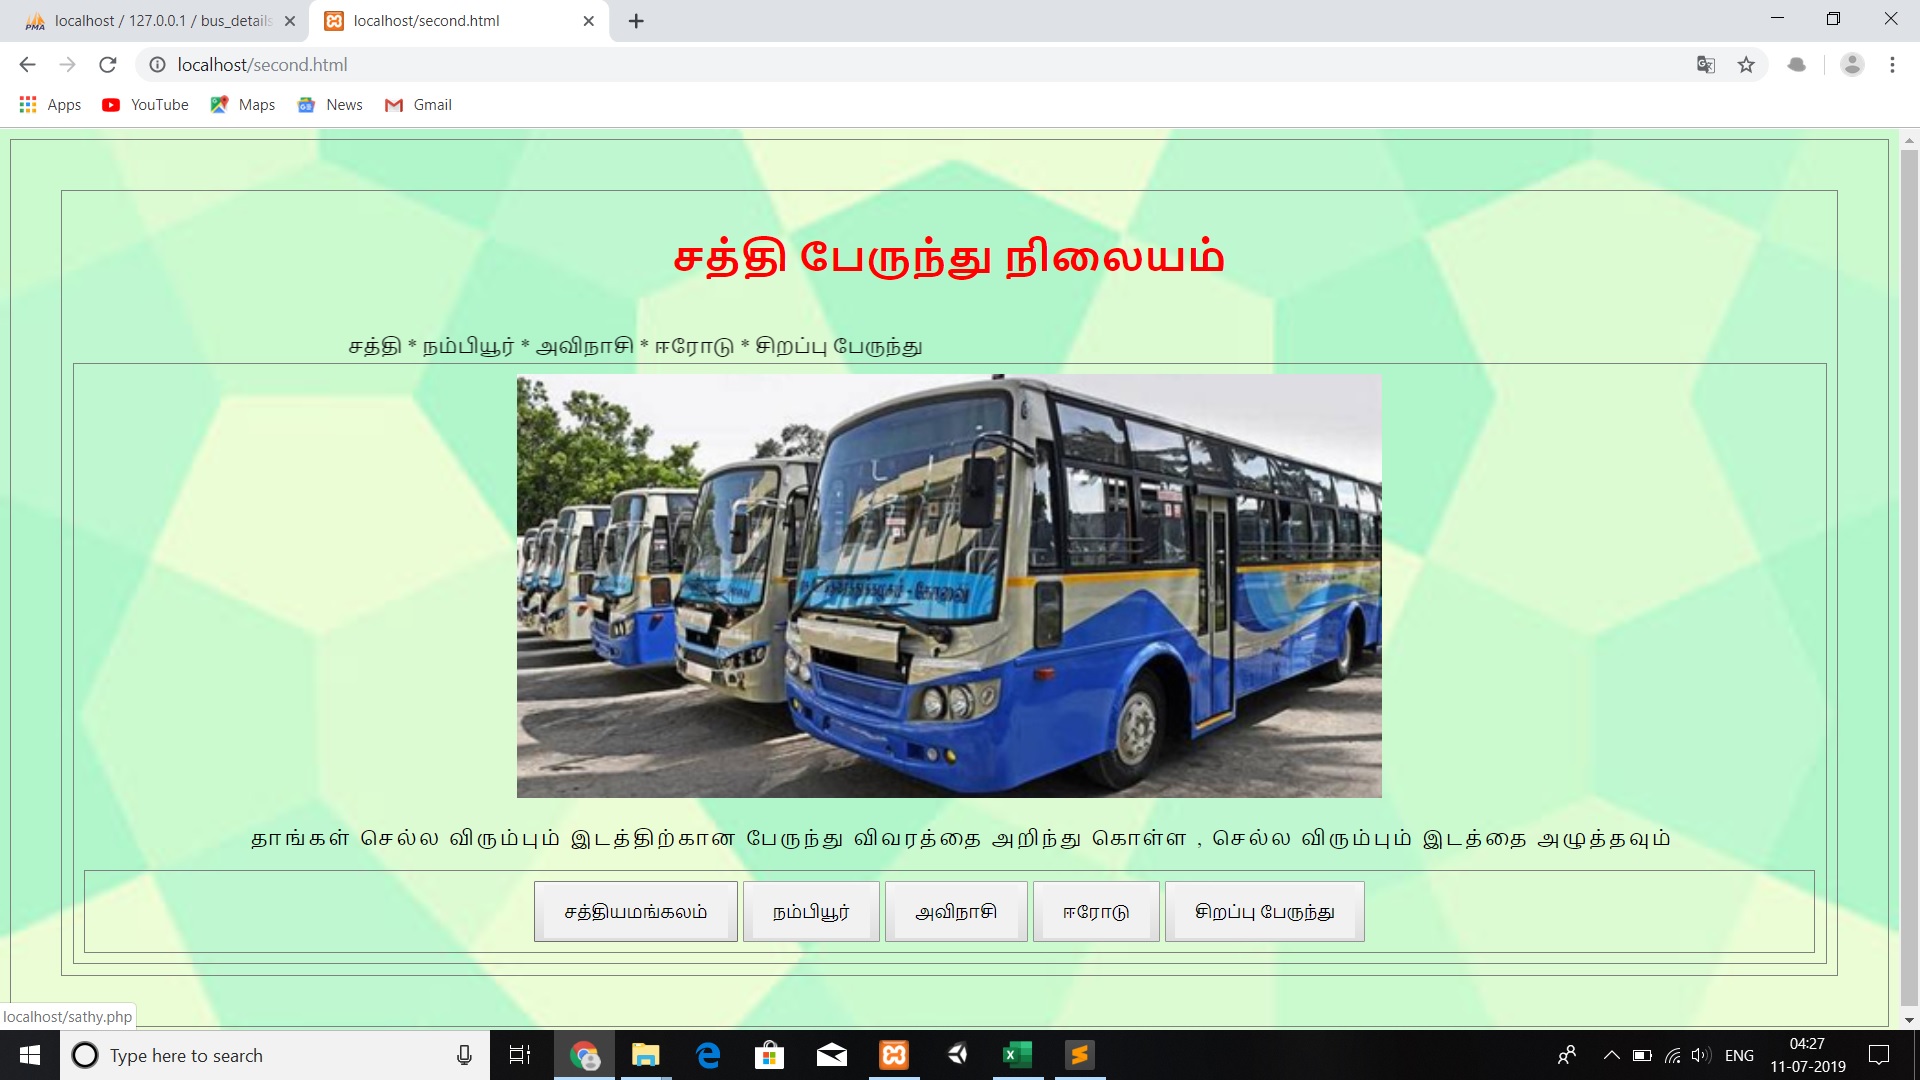 localhost / 127.0.0.1 / bus_details
localhost/second.html
localhost/second.html
Apps YouTube Maps News Gmail
சத்தி பேருந்து நிலையம்
சத்தி * நம்பியூர் * அவிநாசி * ஈரோடு * சிறப்பு பேருந்து
தாங்கள் செல்ல விரும்பும் இடத்திற்கான பேருந்து விவரத்தை அறிந்து கொள்ள , செல்ல விரும்பும் இடத்தை அழுத்தவும்
சத்தியமங்கலம் நம்பியூர் அவிநாசி ஈரோடு சிறப்பு பேருந்து
localhost/sathy.php
Type here to search
ENG
04:27
11-07-2019